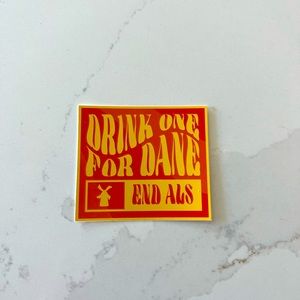 DRINK ONE
FOR DANE
END ALS